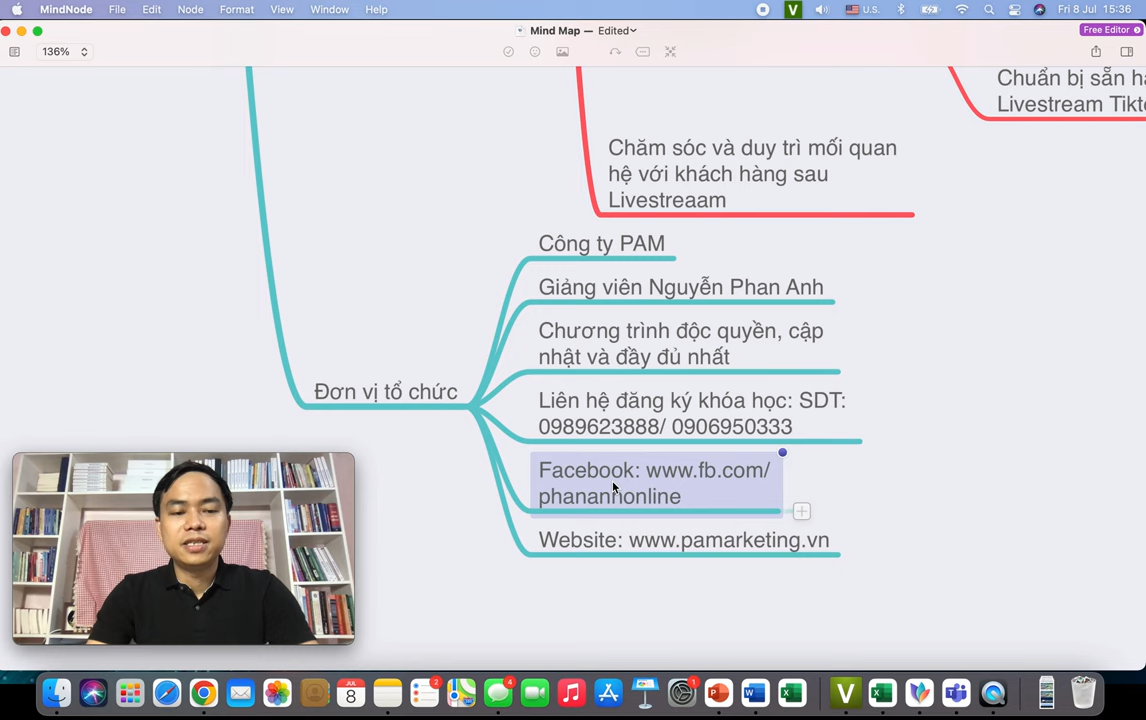 MindNode File Edit Node Format View Window Help
V
U.S.
Fri 8 Jul 15:36
Mind Map — Edited
Free Editor
136%
Chuẩn bị sẵn
Livestream
Chăm sóc và duy trì mối quan
hệ với khách hàng sau
Livestreaam
Công ty PAM
Giảng viên Nguyễn Phan Anh
Chương trình độc quyền, cập
nhật và đầy đủ nhất
Đơn vị tổ chức
Liên hệ đăng ký khóa học: SDT:
0989623888/ 0906950333
Facebook: www.fb.com/
phananhonline
Website: www.pamarketing.vn
JUL
8
2
4
1
P
W
X
V
X